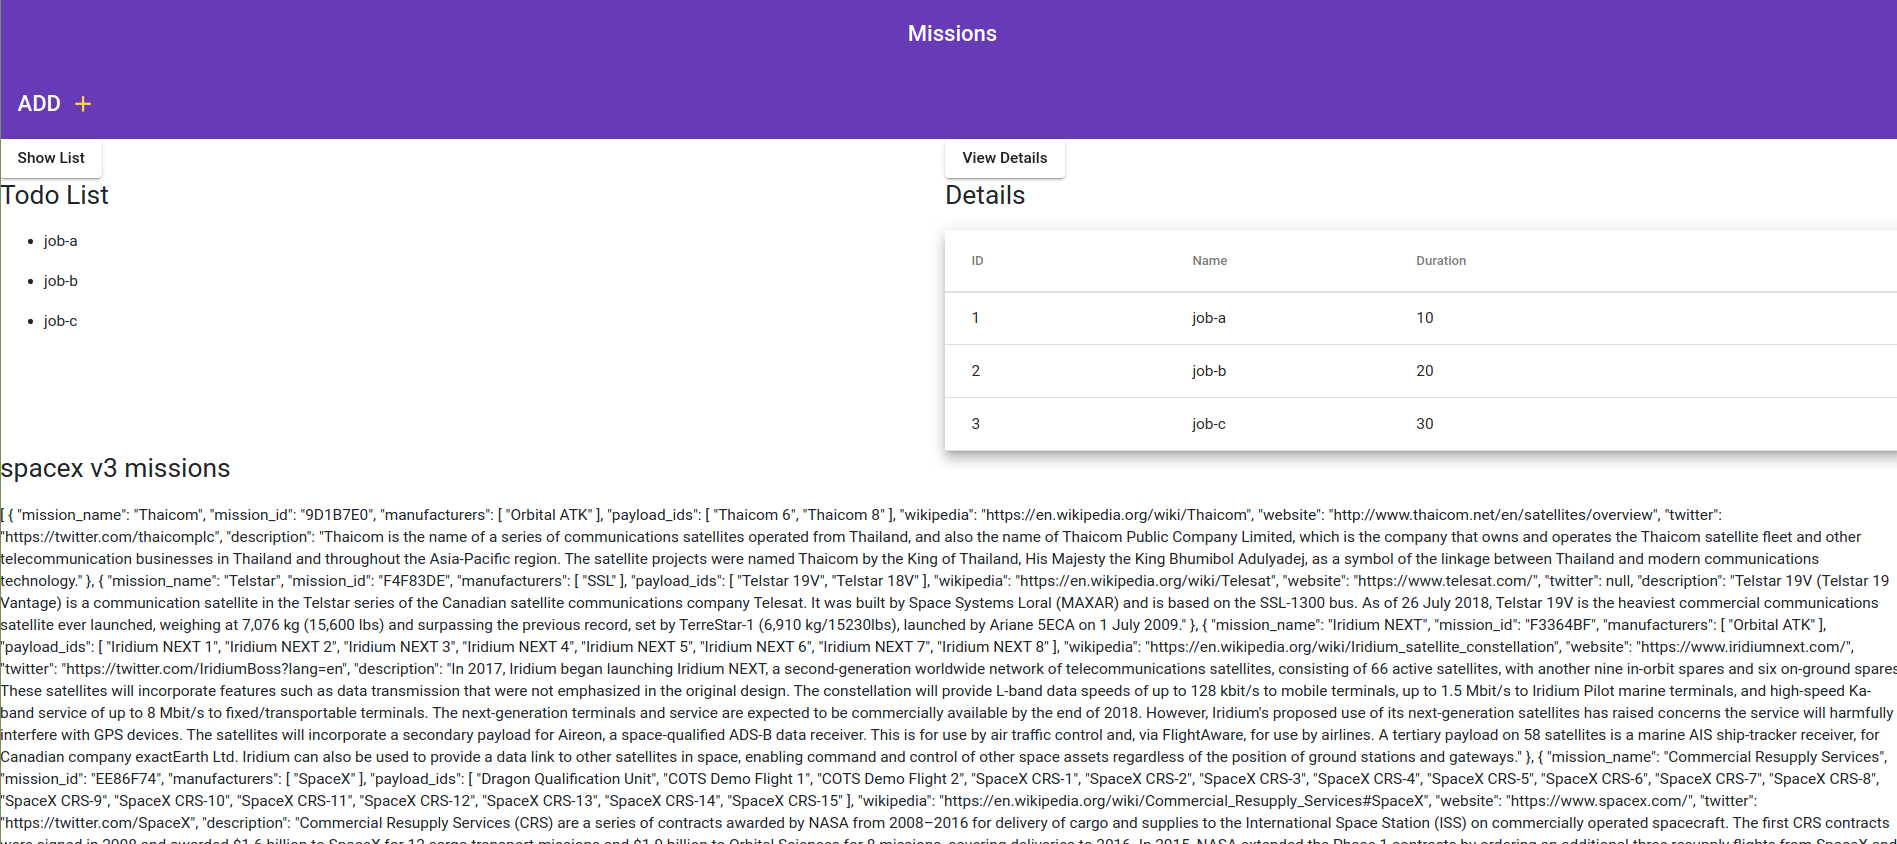 Missions
ADD +
Show List
View Details
Todo List
Details
job-a
job-b
job-c
ID Name Duration
1 job-a 10
2 job-b 20
3 job-c 30
spacex v3 missions
[ { "mission_name": "Thaicom", "mission_id": "9D1B7E0", "manufacturers": [ "Orbital ATK" ], "payload_ids": [ "Thaicom 6", "Thaicom 8" ], "wikipedia": "https://en.wikipedia.org/wiki/Thaicom", "website": "http://www.thaicom.net/en/satellites/overview", "twitter":
"https://twitter.com/thaicomplc", "description": "Thaicom is the name of a series of communications satellites operated from Thailand, and also the name of Thaicom Public Company Limited, which is the company that owns and operates the Thaicom satellite fleet and other
telecommunication businesses in Thailand and throughout the Asia-Pacific region. The satellite projects were named Thaicom by the King of Thailand, His Majesty the King Bhumibol Adulyadej, as a symbol of the linkage between Thailand and modern communications
technology." }, { "mission_name": "Telstar", "mission_id": "F4F83DE", "manufacturers": [ "SSL" ], "payload_ids": [ "Telstar 19V", "Telstar 18V" ], "wikipedia": "https://en.wikipedia.org/wiki/Telesat", "website": "https://www.telesat.com/", "twitter": null, "description": "Telstar 19V (Telstar 19
Vantage) is a communication satellite in the Telstar series of the Canadian satellite communications company Telesat. It was built by Space Systems Loral (MAXAR) and is based on the SSL-1300 bus. As of 26 July 2018, Telstar 19V is the heaviest commercial communications
satellite ever launched, weighing at 7,076 kg (15,600 lbs) and surpassing the previous record, set by TerreStar-1 (6,910 kg/15230lbs), launched by Ariane 5ECA on 1 July 2009." }, { "mission_name": "Iridium NEXT", "mission_id": "F3364BF", "manufacturers": [ "Orbital ATK" ],
"payload_ids": [ "Iridium NEXT 1", "Iridium NEXT 2", "Iridium NEXT 3", "Iridium NEXT 4", "Iridium NEXT 5", "Iridium NEXT 6", "Iridium NEXT 7", "Iridium NEXT 8" ], "wikipedia": "https://en.wikipedia.org/wiki/Iridium_satellite_constellation", "website": "https://www.iridiumnext.com/",
"twitter": "https://twitter.com/IridiumBoss?lang=en", "description": "In 2017, Iridium began launching Iridium NEXT, a second-generation worldwide network of telecommunications satellites, consisting of 66 active satellites, with another nine in-orbit spares and six on-ground spares
These satellites will incorporate features such as data transmission that were not emphasized in the original design. The constellation will provide L-band data speeds of up to 128 kbit/s to mobile terminals, up to 1.5 Mbit/s to Iridium Pilot marine terminals, and high-speed Ka-
band service of up to 8 Mbit/s to fixed/transportable terminals. The next-generation terminals and service are expected to be commercially available by the end of 2018. However, Iridium's proposed use of its next-generation satellites has raised concerns the service will harmfully
interfere with GPS devices. The satellites will incorporate a secondary payload for Aireon, a space-qualified ADS-B data receiver. This is for use by air traffic control and, via FlightAware, for use by airlines. A tertiary payload on 58 satellites is a marine AIS ship-tracker receiver, for
Canadian company exactEarth Ltd. Iridium can also be used to provide a data link to other satellites in space, enabling command and control of other space assets regardless of the position of ground stations and gateways." }, { "mission_name": "Commercial Resupply Services",
"mission_id": "EE86F74", "manufacturers": [ "SpaceX" ], "payload_ids": [ "Dragon Qualification Unit", "COTS Demo Flight 1", "COTS Demo Flight 2", "SpaceX CRS-1", "SpaceX CRS-2", "SpaceX CRS-3", "SpaceX CRS-4", "SpaceX CRS-5", "SpaceX CRS-6", "SpaceX CRS-7", "SpaceX CRS-8",
"SpaceX CRS-9", "SpaceX CRS-10", "SpaceX CRS-11", "SpaceX CRS-12", "SpaceX CRS-13", "SpaceX CRS-14", "SpaceX CRS-15" ], "wikipedia": "https://en.wikipedia.org/wiki/Commercial_Resupply_Services#SpaceX", "website": "https://www.spacex.com/", "twitter":
"https://twitter.com/SpaceX", "description": "Commercial Resupply Services (CRS) are a series of contracts awarded by NASA from 2008–2016 for delivery of cargo and supplies to the International Space Station (ISS) on commercially operated spacecraft. The first CRS contracts